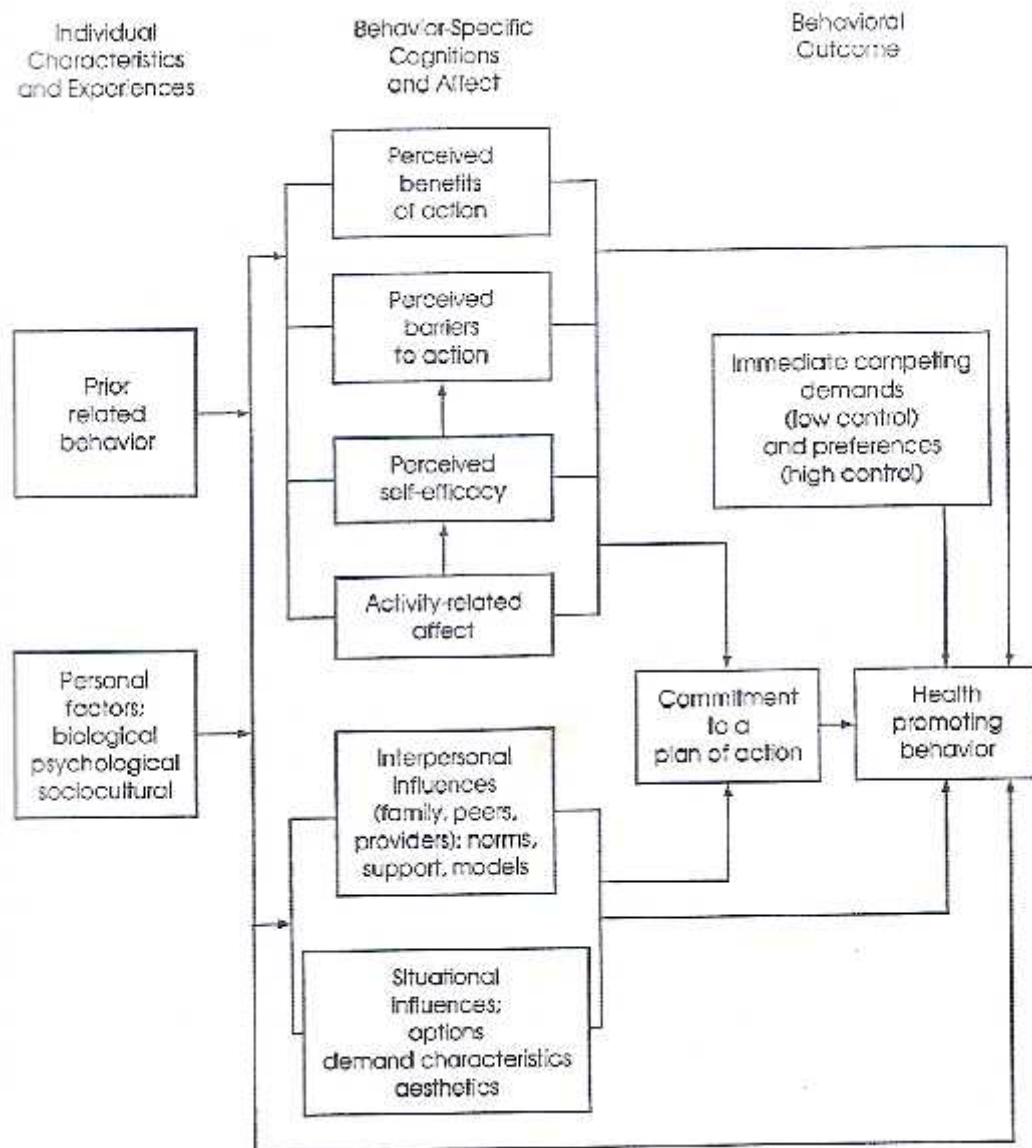 Individual
Characteristics
and Experiences
Behavior-Specific
Cognitions
and Affect
Behavioral
Outcome
Perceived
benefits
of action
Perceived
barriers
to action
Prior
related
behavior
Immediate competing
demands
(low control)
and preferences
(high control)
Perceived
self-efficacy
Activity-related
affect
Personal
factors;
biological
psychological
sociocultural
Commitment
to a
plan of action
Health
promoting
behavior
Interpersonal
Influences
(family, peers,
providers); norms,
support, models
Situational
Influences;
options
demand characteristics
aesthetics